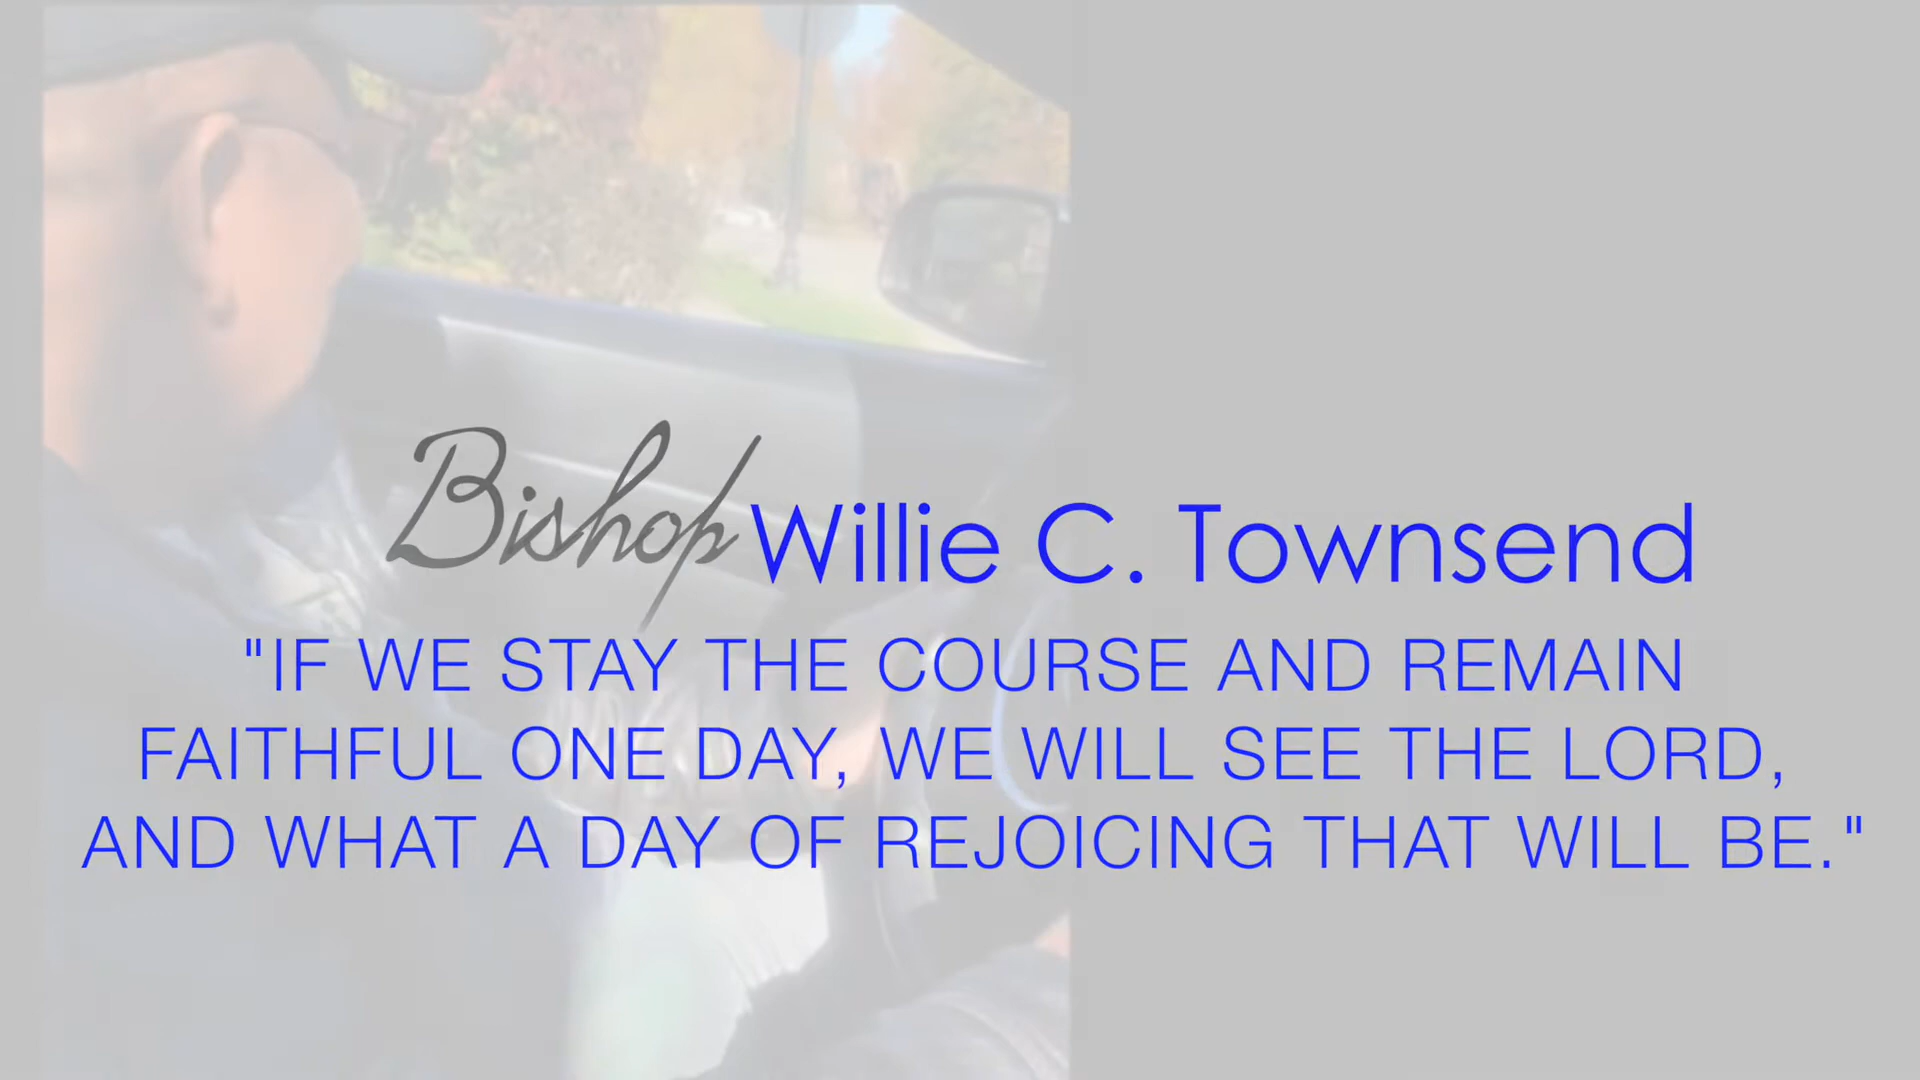 Bishop Willie C. Townsend
"IF WE STAY THE COURSE AND REMAIN
FAITHFUL ONE DAY, WE WILL SEE THE LORD,
AND WHAT A DAY OF REJOICING THAT WILL BE."